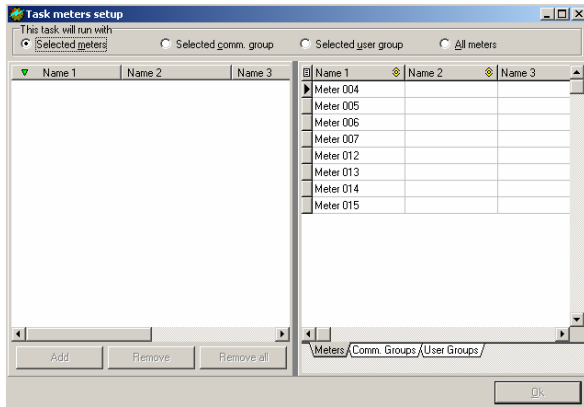 Task meters setup
This task will run with
Selected meters Selected comm. group Selected user group All meters
Name 1 Name 2 Name 3
Name 1 Name 2 Name 3
Meter 004
Meter 005
Meter 006
Meter 007
Meter 012
Meter 013
Meter 014
Meter 015
Meters Comm. Groups User Groups
Add Remove Remove all
Ok